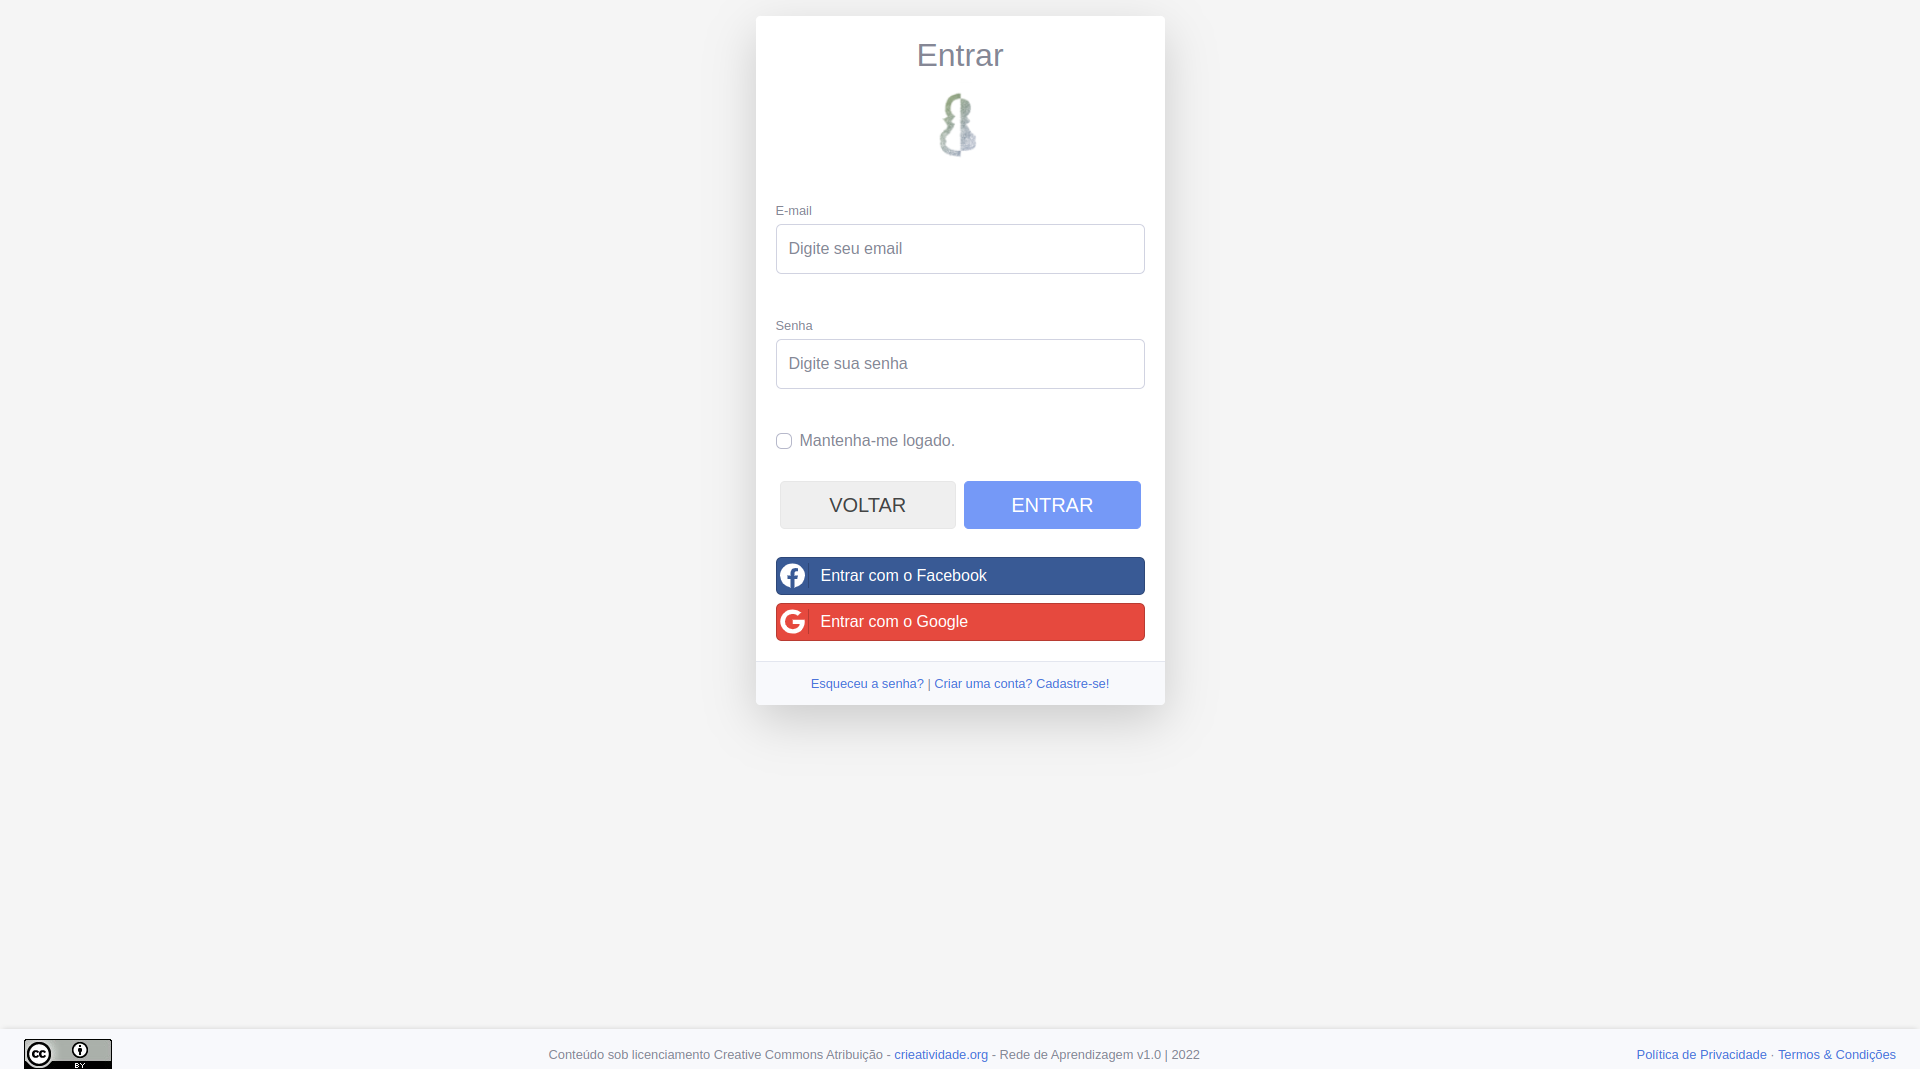 Entrar
E-mail
Digite seu email
Senha
Digite sua senha
Mantenha-me logado.
VOLTAR
ENTRAR
Entrar com o Facebook
Entrar com o Google
Esqueceu a senha? | Criar uma conta? Cadastre-se!
cc
BY
Conteúdo sob licenciamento Creative Commons Atribuição - crieatividade.org - Rede de Aprendizagem v1.0 | 2022
Política de Privacidade · Termos & Condições